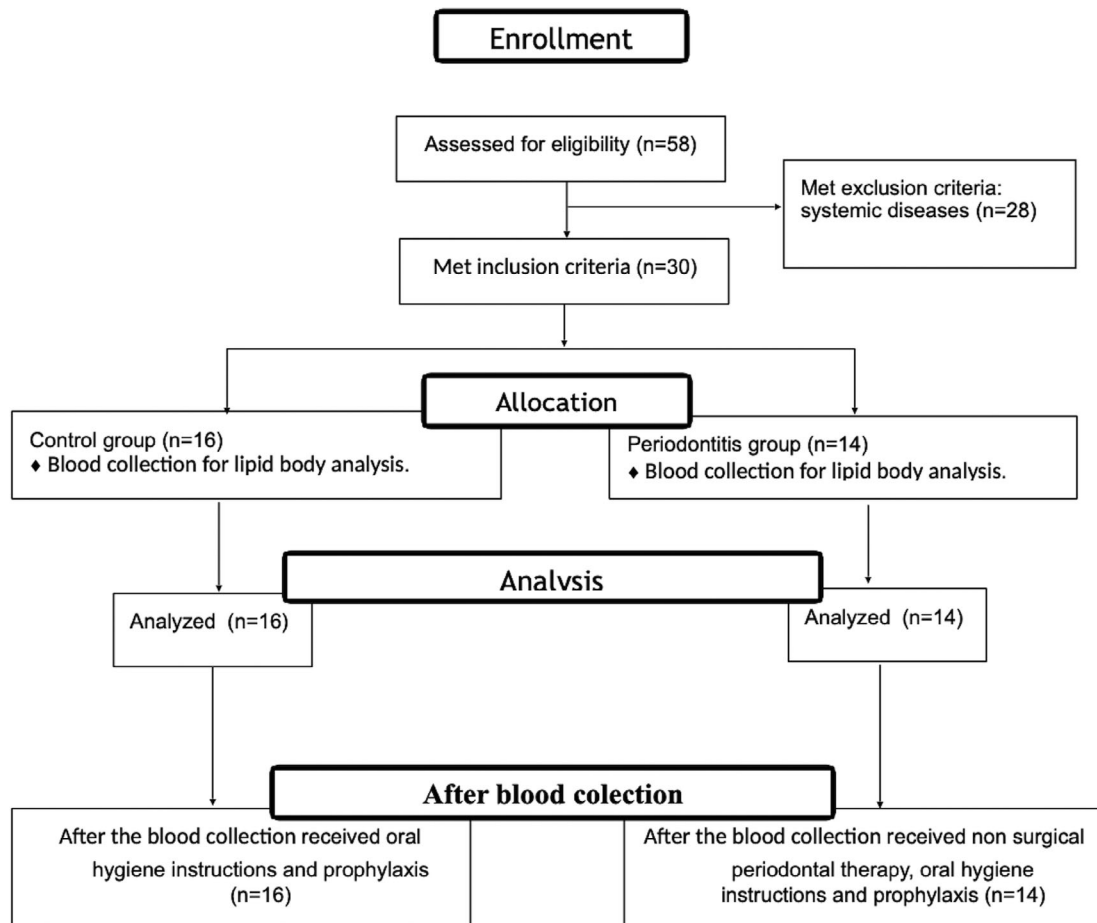 Enrollment
Assessed for eligibility (n=58)
Met exclusion criteria:
systemic diseases (n=28)
Met inclusion criteria (n=30)
Allocation
Control group (n=16)
♦ Blood collection for lipid body analysis.
Periodontitis group (n=14)
♦ Blood collection for lipid body analysis.
Analvsis
Analyzed (n=16)
Analyzed (n=14)
After blood colection
After the blood collection received oral
hygiene instructions and prophylaxis
(n=16)
After the blood collection received non surgical
periodontal therapy, oral hygiene
instructions and prophylaxis (n=14)